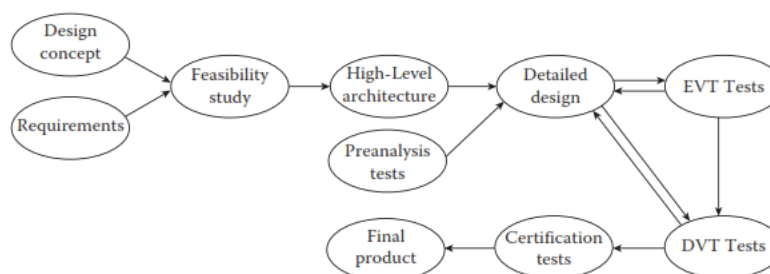 Design
concept
Requirements
Feasibility
study
High-Level
architecture
Preanalysis
tests
Detailed
design
EVT Tests
DVT Tests
Certification
tests
Final
product